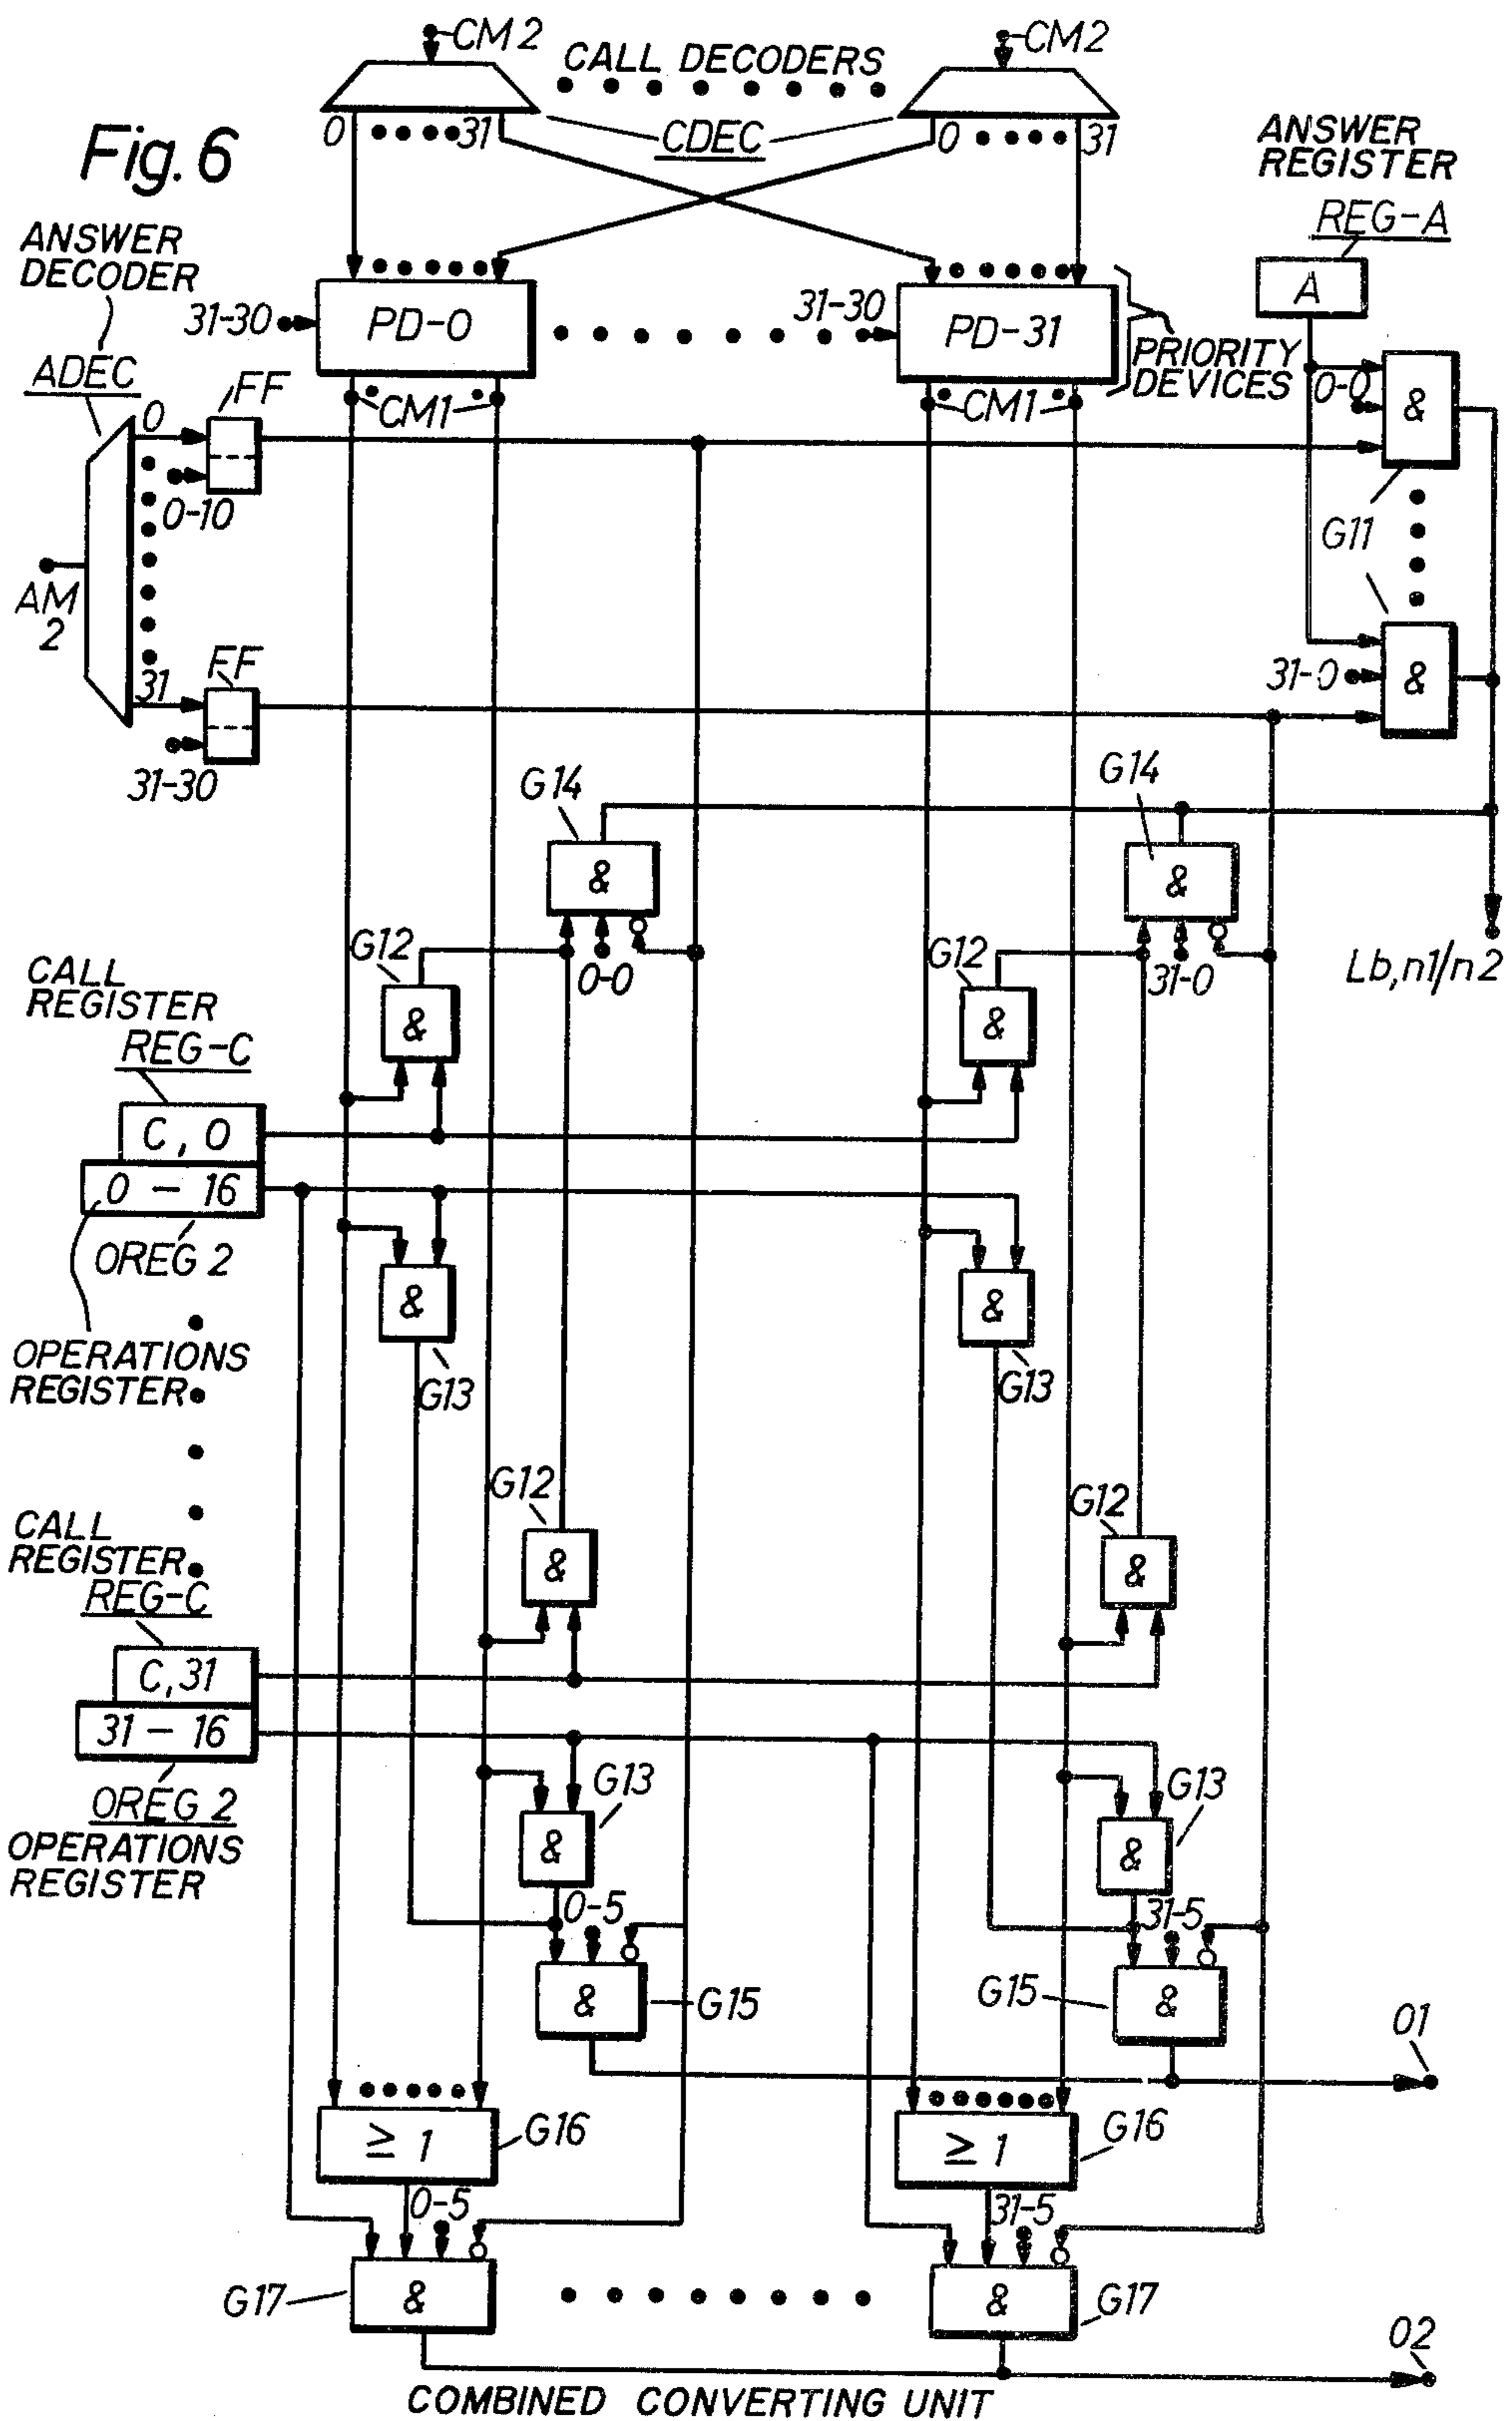 Fig. 6
CM2
CALL DECODERS
CM2
0 31
CDEC
0 31
ANSWER
REGISTER
REG-A
A
ANSWER
DECODER
ADEC
31-30
PD-0
31-30
PD-31
PRIORITY
DEVICES
CM1
CM1
0
FF
0-10
0-0
&
G11
AM
2
31
FF
31-30
31-0
&
G14
&
0-0
G14
&
31-0
Lb,n1/n2
G12
&
G12
&
CALL
REGISTER
REG-C
C, 0
0 - 16
OREG 2
OPERATIONS
REGISTER
&
G13
&
G13
CALL
REGISTER
REG-C
C, 31
31 - 16
OREG 2
OPERATIONS
REGISTER
G12
&
G12
&
G13
&
G13
&
0-5
&
G15
31-5
G15
&
01
≥ 1
G16
≥ 1
G16
0-5
31-5
G17
&
&
G17
02
COMBINED CONVERTING UNIT